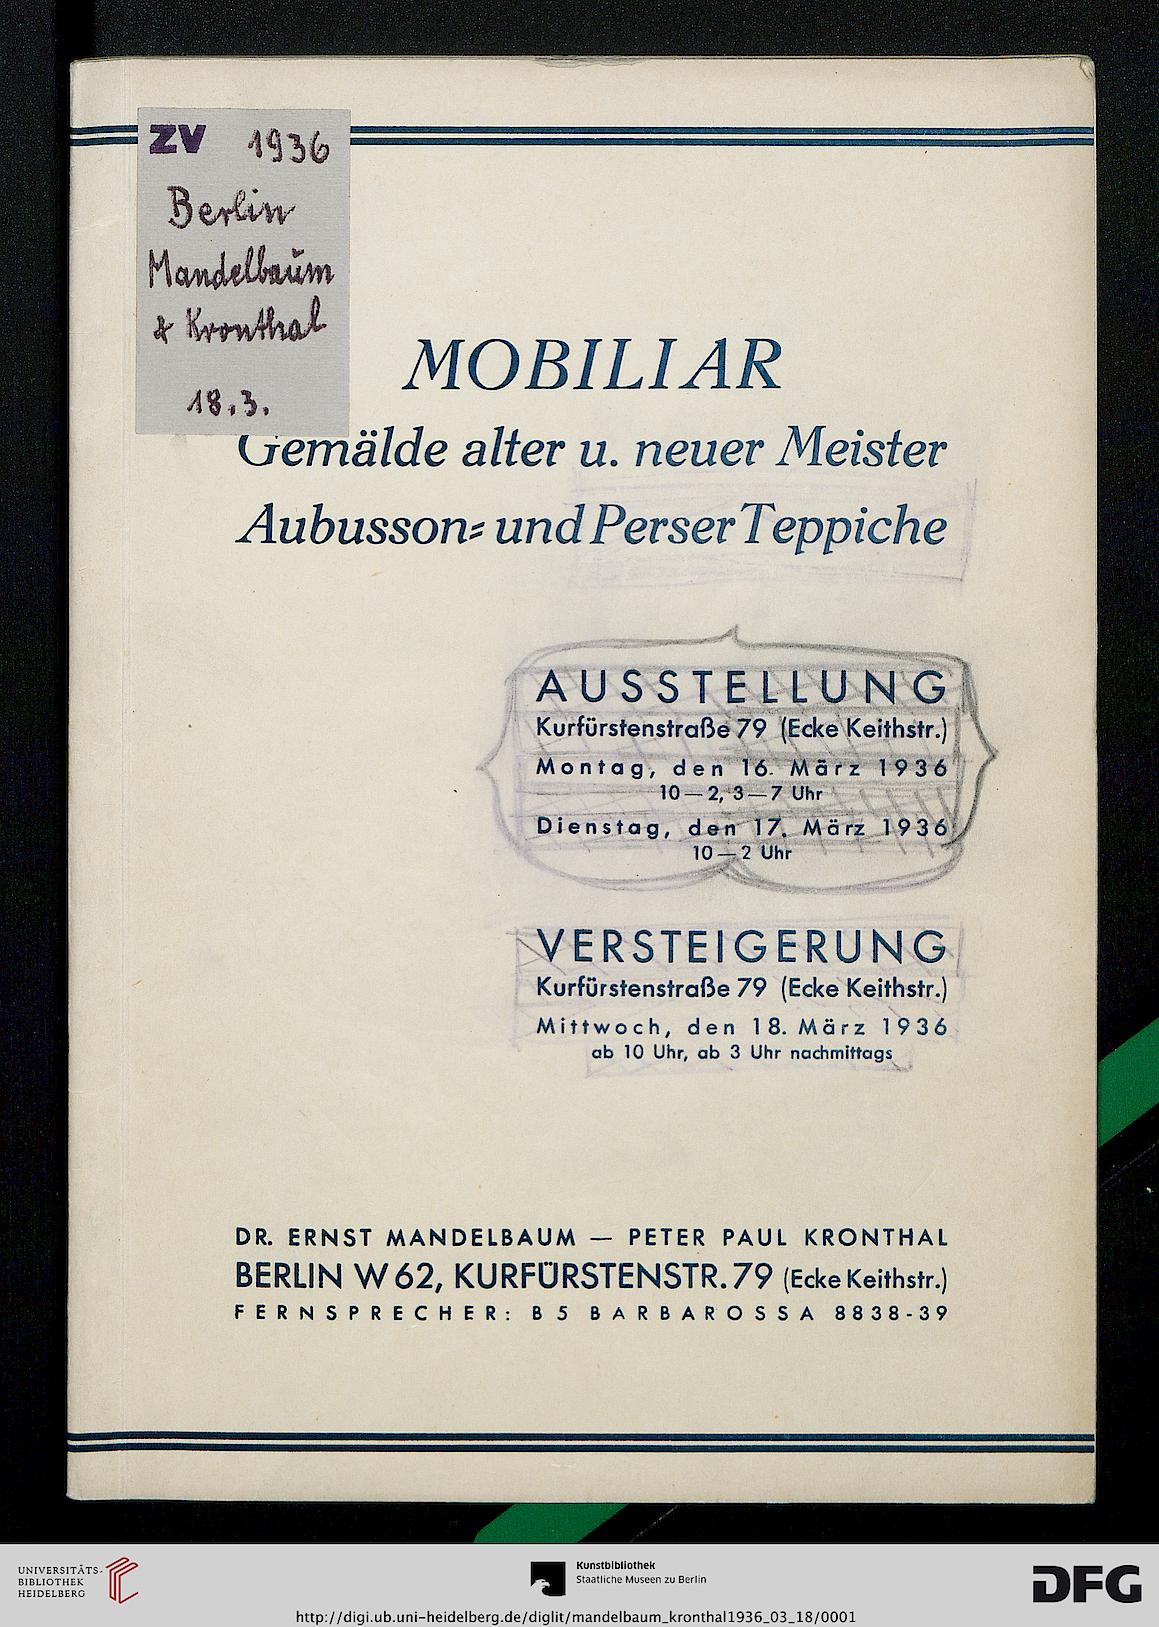 ZV 1936
Berlin
Mandelbaŭm
& Kronthal
18.3.
MOBILIAR
Gemälde alter u. neuer Meister
Aubusson= und Perser Teppiche
AUSSTELLUNG
Kurfürstenstraße 79 (Ecke Keithstr.)
Montag, den 16. März 1936
10—2, 3—7 Uhr
Dienstag, den 17. März 1936
10—2 Uhr
VERSTEIGERUNG
Kurfürstenstraße 79 (Ecke Keithstr.)
Mittwoch, den 18. März 1936
ab 10 Uhr, ab 3 Uhr nachmittags
DR. ERNST MANDELBAUM — PETER PAUL KRONTHAL
BERLIN W 62, KURFÜRSTENSTR. 79 (Ecke Keithstr.)
FERNSPRECHER: B 5 BARBAROSSA 8838-39
UNIVERSITÄTS-
BIBLIOTHEK
HEIDELBERG
Kunstbibliothek
Staatliche Museen zu Berlin
DFG
http://digi.ub.uni-heidelberg.de/diglit/mandelbaum_kronthal1936_03_18/0001